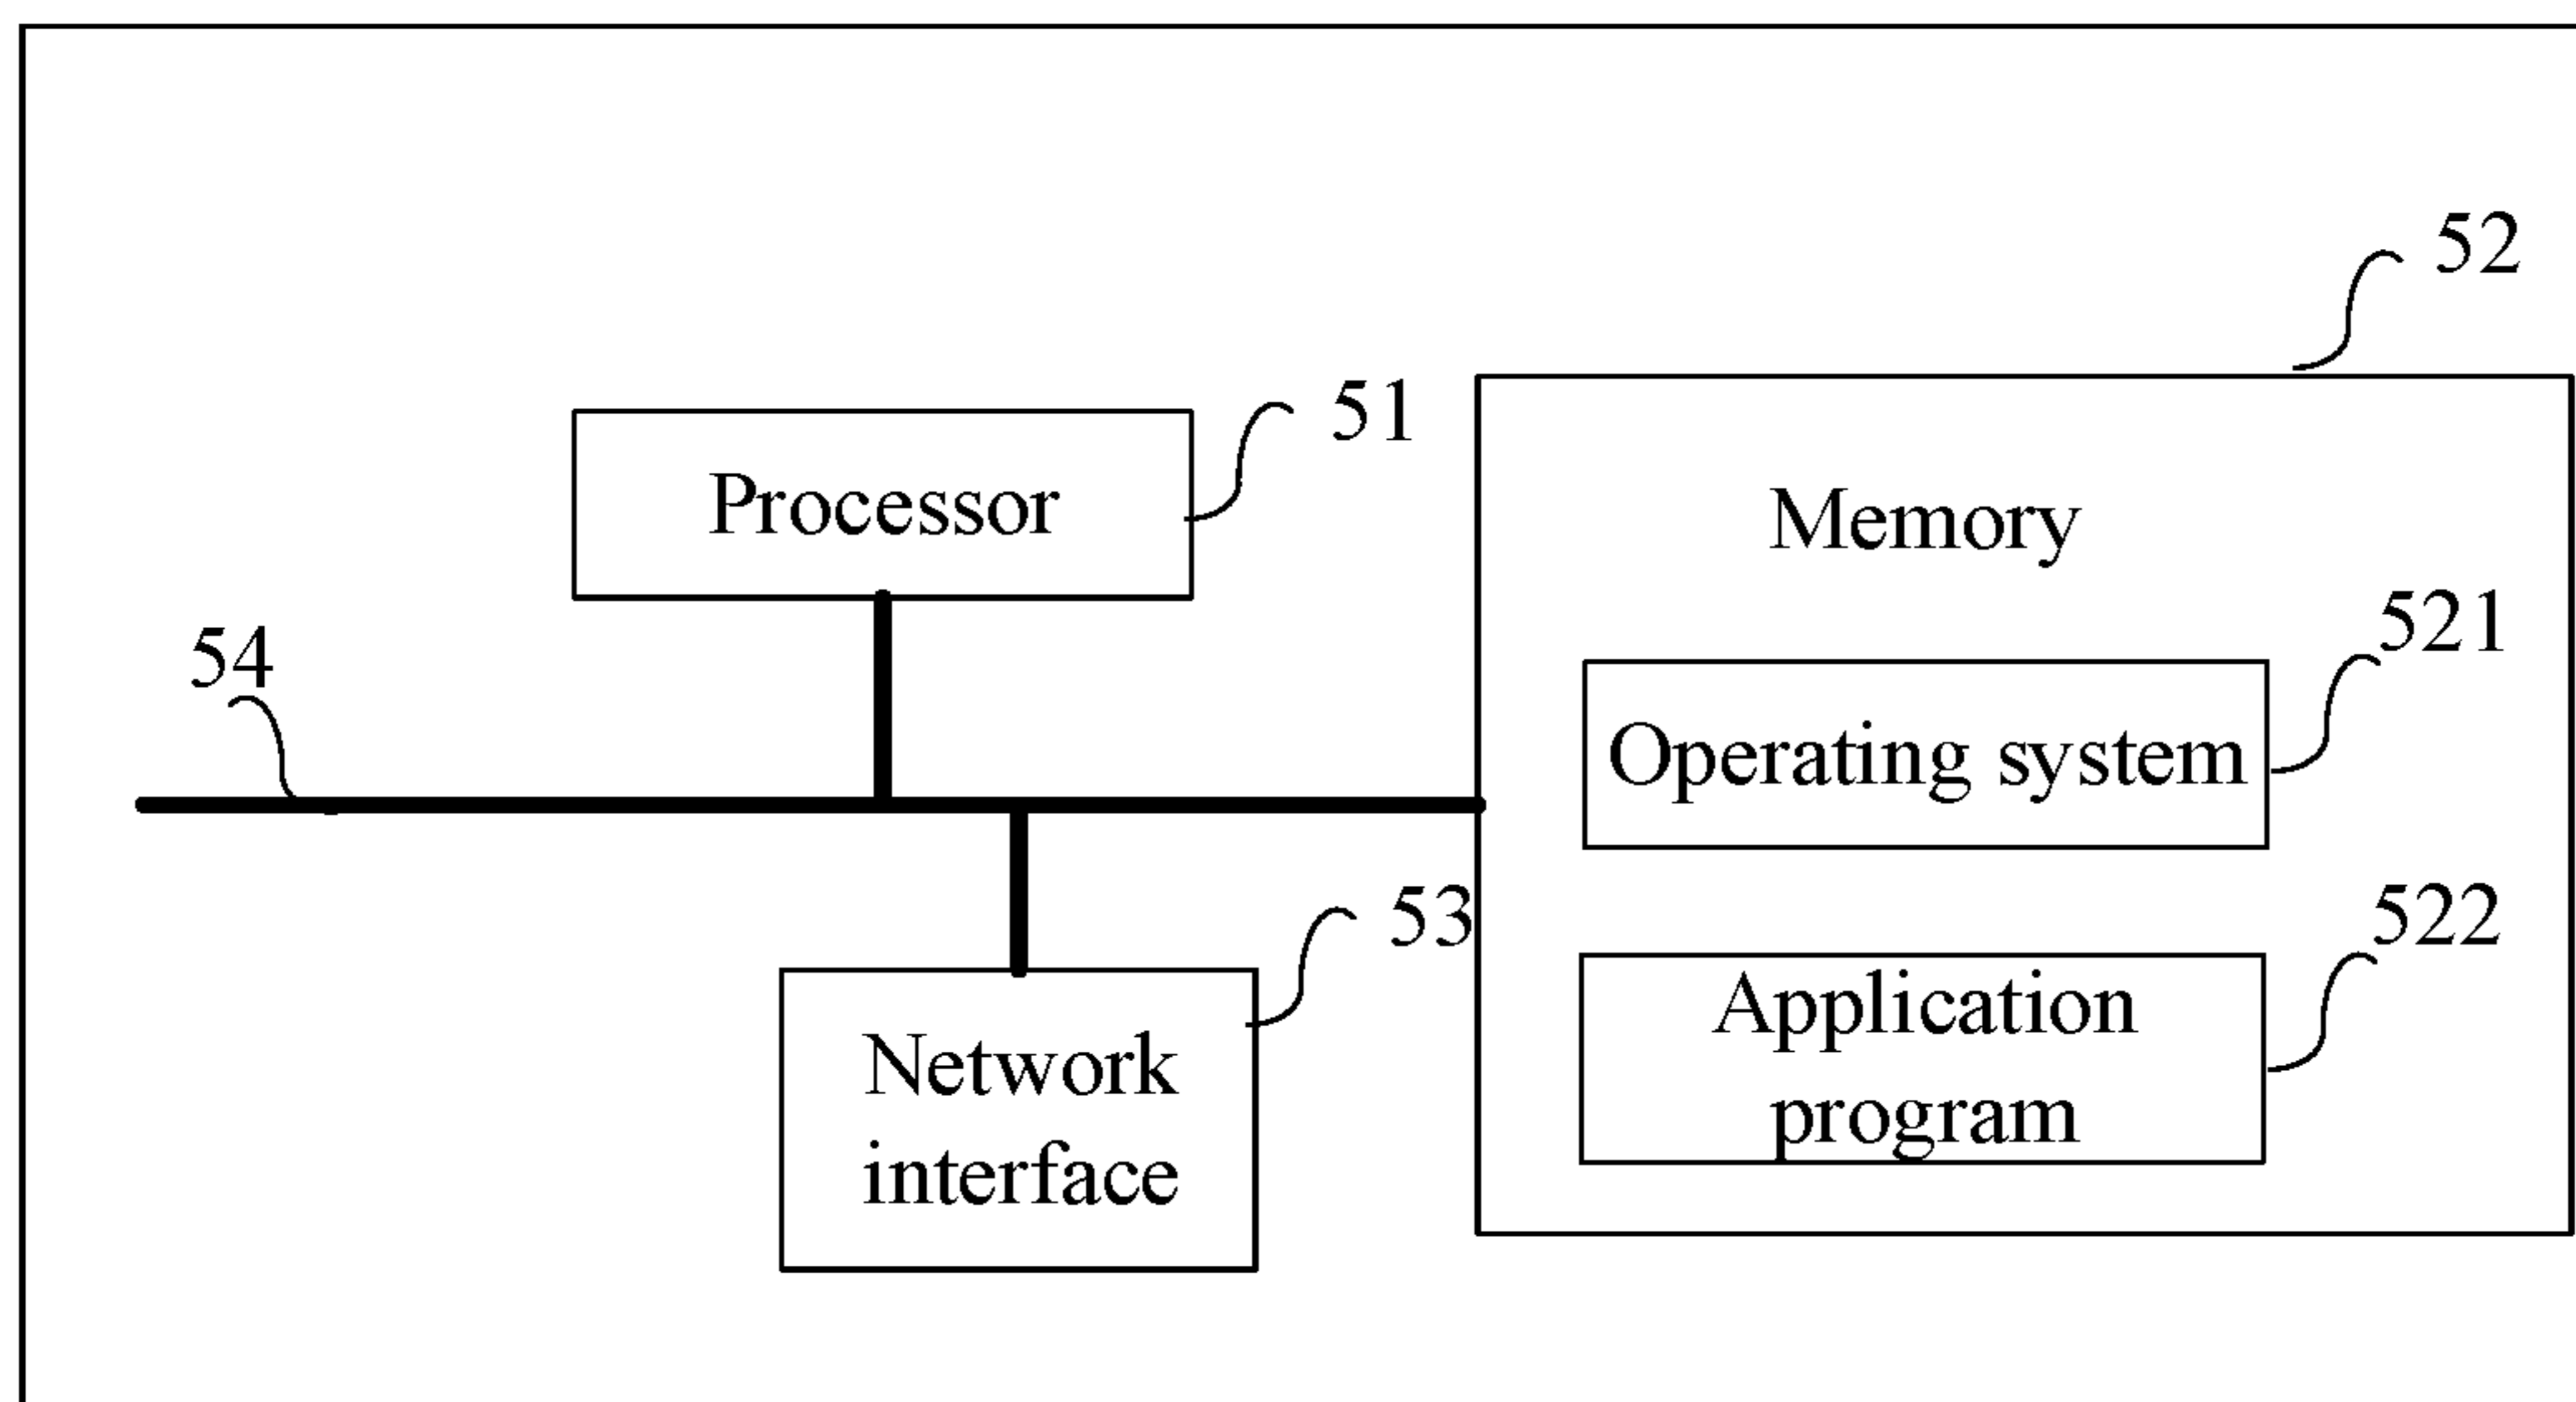 52
51
Processor
Memory
521
54
Operating system
53
522
Application
program
Network
interface